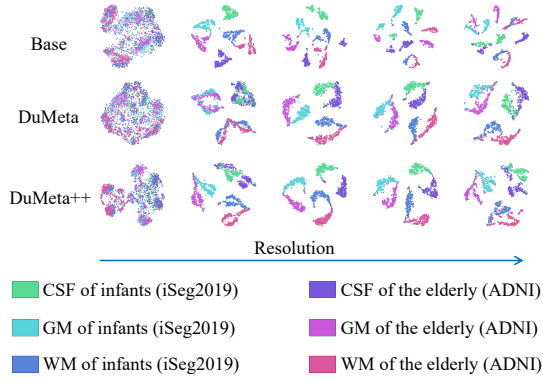 Base
DuMeta
DuMeta++
Resolution
CSF of infants (iSeg2019)
CSF of the elderly (ADNI)
GM of infants (iSeg2019)
GM of the elderly (ADNI)
WM of infants (iSeg2019)
WM of the elderly (ADNI)